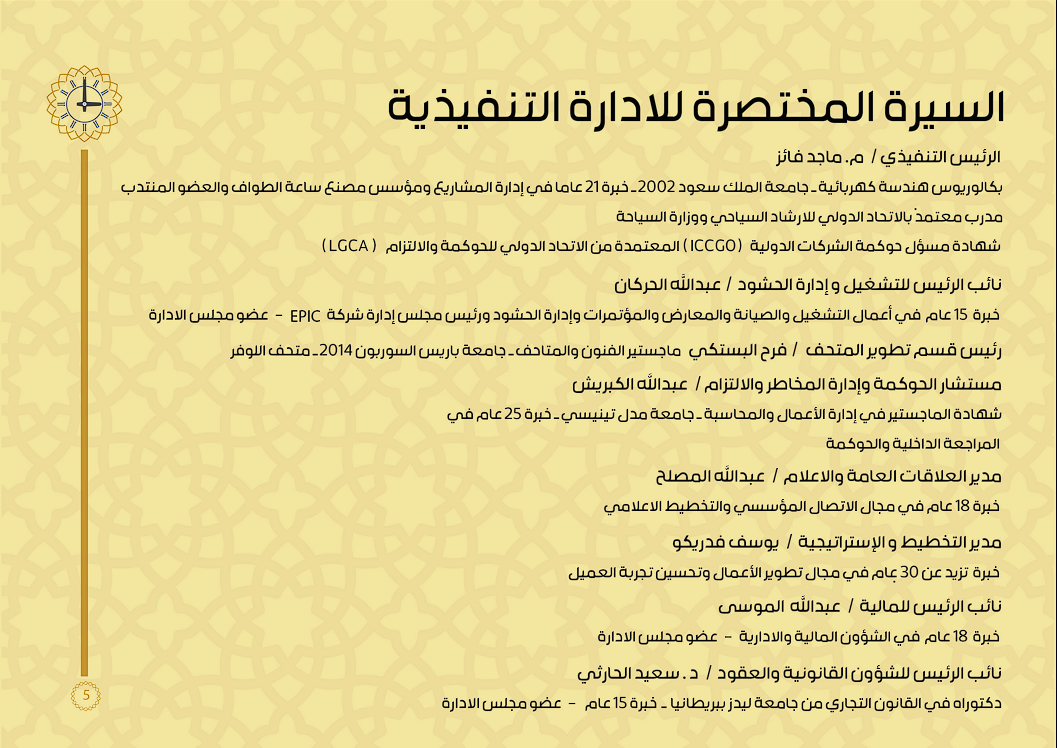 السيرة المختصرة للادارة التنفيذية
الرئيس التنفيذي / م. ماجد فائز
بكالوريوس هندسة كهربائية ـ جامعة الملك سعود 2002 ـ خبرة 21 عاما في إدارة المشاريع ومؤسس مصنع ساعة الطواف والعضو المنتدب
مدرب معتمد بالاتحاد الدولي للارشاد السياحي ووزارة السياحة
شهادة مسؤل حوكمة الشركات الدولية (ICCGO) المعتمدة من الاتحاد الدولي للحوكمة والالتزام (LGCA)
نائب الرئيس للتشغيل و إدارة الحشود / عبدالله الحركان
خبرة 15 عام في أعمال التشغيل والصيانة والمعارض والمؤتمرات وإدارة الحشود ورئيس مجلس إدارة شركة EPIC – عضو مجلس الادارة
رئيس قسم تطوير المتحف / فرح البستكي ماجستير الفنون والمتاحف ـ جامعة باريس السوربون 2014 ـ متحف اللوفر
مستشار الحوكمة وإدارة المخاطر والالتزام / عبدالله الكبريش
شهادة الماجستير في إدارة الأعمال والمحاسبة ـ جامعة مدل تينيسي ـ خبرة 25 عام في
المراجعة الداخلية والحوكمة
مدير العلاقات العامة والاعلام / عبدالله المصلح
خبرة 18 عام في مجال الاتصال المؤسسي والتخطيط الاعلامي
مدير التخطيط و الإستراتيجية / يوسف فدريكو
خبرة تزيد عن 30 عام في مجال تطوير الأعمال وتحسين تجربة العميل
نائب الرئيس للمالية / عبدالله الموسى
خبرة 18 عام في الشؤون المالية والادارية – عضو مجلس الادارة
نائب الرئيس للشؤون القانونية والعقود / د . سعيد الحارثي
دكتوراه في القانون التجاري من جامعة ليدز ببريطانيا ـ خبرة 15 عام – عضو مجلس الادارة
5